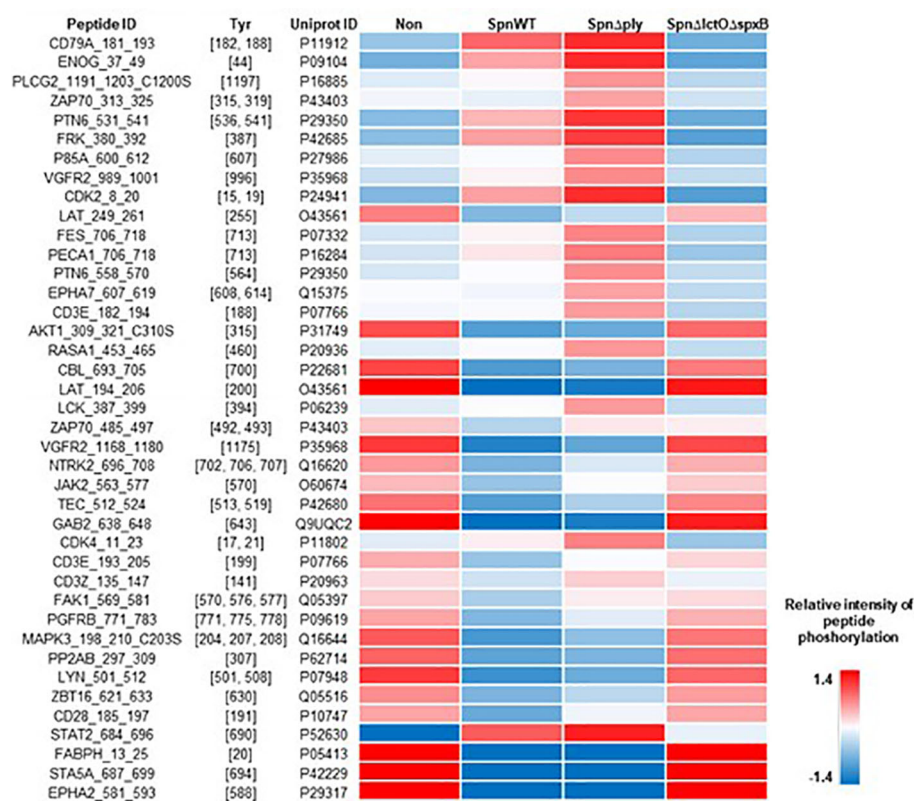 Peptide ID Tyr Uniprot ID Non SpnWT SpnΔply SpnΔlctOΔspxB
CD79A_181_193 [182, 188] P11912
ENOG_37_49 [44] P09104
PLCG2_1191_1203_C1200S [1197] P16885
ZAP70_313_325 [315, 319] P43403
PTN6_531_541 [536, 541] P29350
FRK_380_392 [387] P42685
P85A_600_612 [607] P27986
VGFR2_989_1001 [996] P35968
CDK2_8_20 [15, 19] P24941
LAT_249_261 [255] O43561
FES_706_718 [713] P07332
PECA1_706_718 [713] P16284
PTN6_558_570 [564] P29350
EPHA7_607_619 [608, 614] Q15375
CD3E_182_194 [188] P07766
AKT1_309_321_C310S [315] P31749
RASA1_453_465 [460] P20936
CBL_693_705 [700] P22681
LAT_194_206 [200] O43561
LCK_387_399 [394] P06239
ZAP70_485_497 [492, 493] P43403
VGFR2_1168_1180 [1175] P35968
NTRK2_696_708 [702, 706, 707] Q16620
JAK2_563_577 [570] O60674
TEC_512_524 [513, 519] P42680
GAB2_638_648 [643] Q9UQC2
CDK4_11_23 [17, 21] P11802
CD3E_193_205 [199] P07766
CD3Z_135_147 [141] P20963
FAK1_569_581 [570, 576, 577] Q05397
PGFRB_771_783 [771, 775, 778] P09619
MAPK3_198_210_C203S [204, 207, 208] Q16644
PP2AB_297_309 [307] P62714
LYN_501_512 [501, 508] P07948
ZBT16_621_633 [630] Q05516
CD28_185_197 [191] P10747
STAT2_684_696 [690] P52630
FABPH_13_25 [20] P05413
STA5A_687_699 [694] P42229
EPHA2_581_593 [588] P29317
Relative intensity of
peptide
phoshorylation
1.4
-1.4